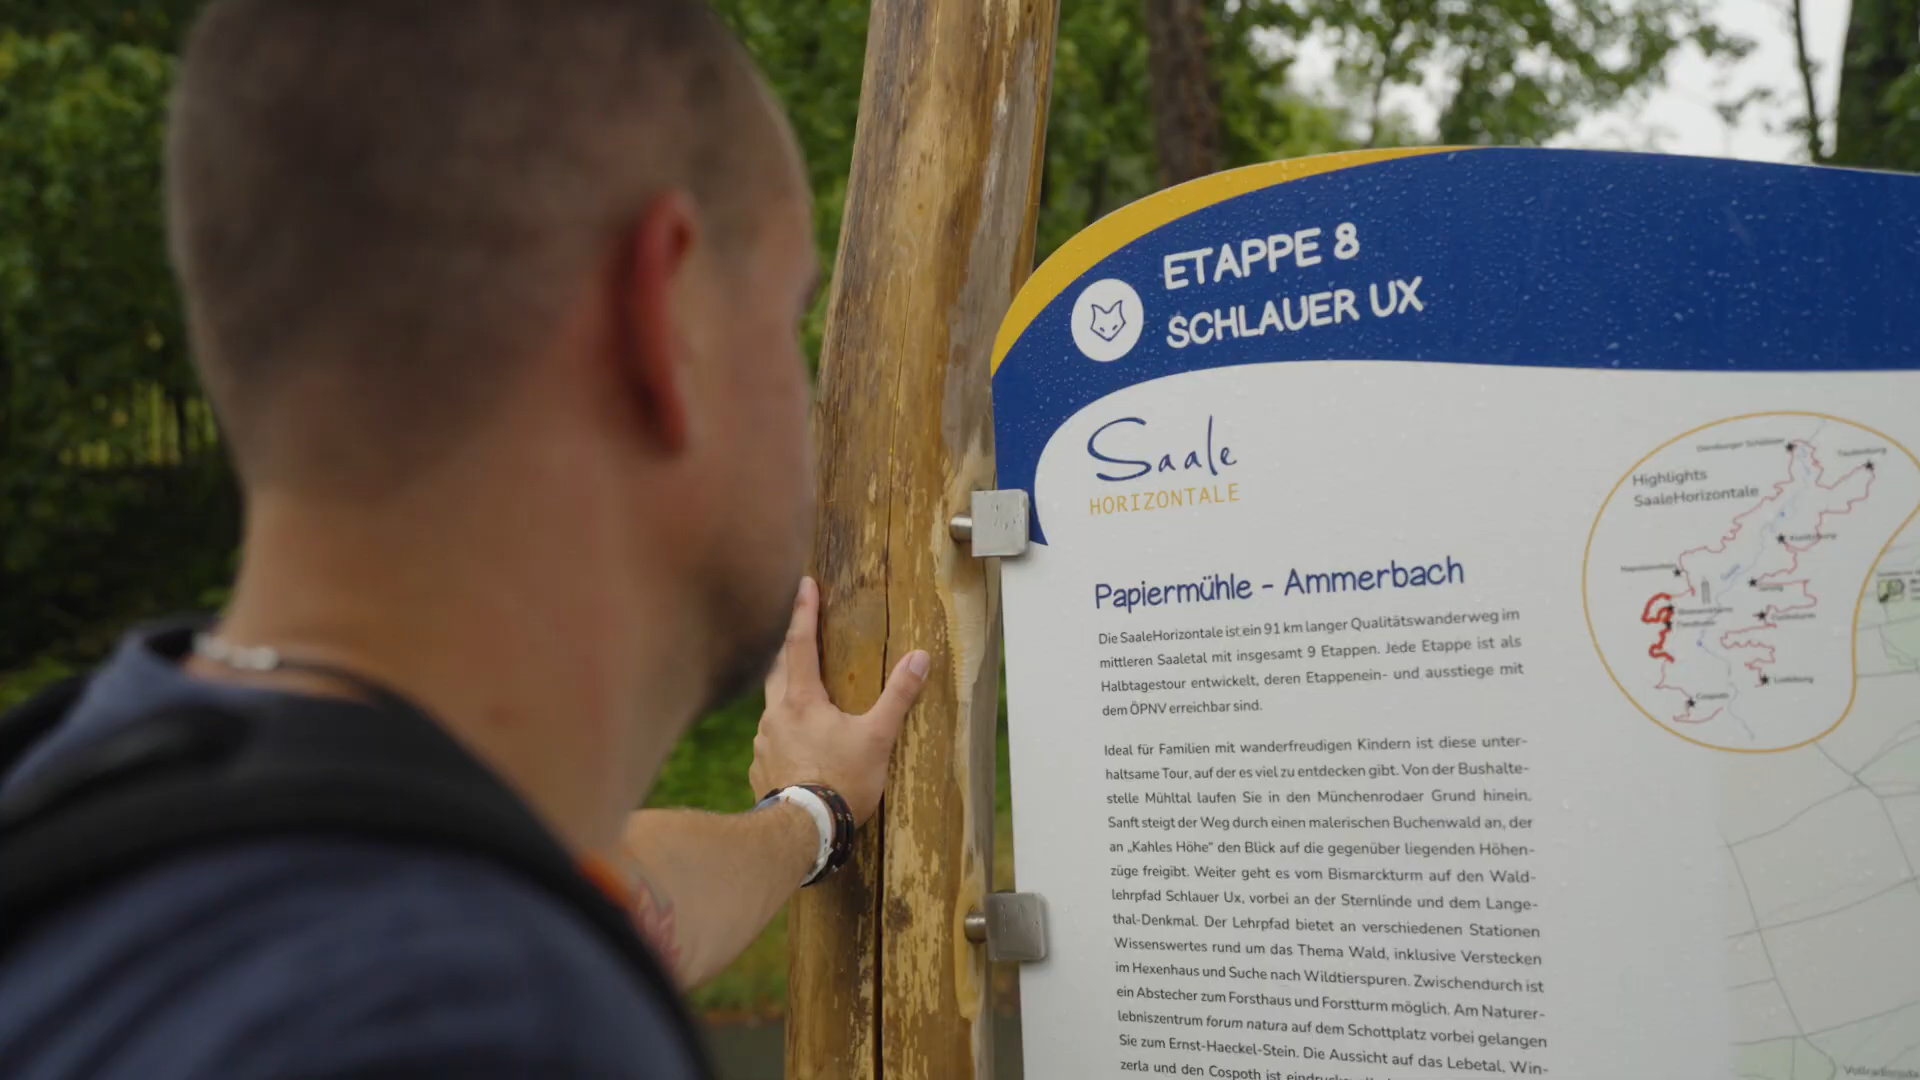 ETAPPE 8
SCHLAUER UX
Saale
HORIZONTALE
Highlights
SaaleHorizontale
Papiermühle - Ammerbach
Die SaaleHorizontale ist ein 91 km langer Qualitätswanderweg im
mittleren Saaletal mit insgesamt 9 Etappen. Jede Etappe ist als
Halbtagestour entwickelt, deren Etappenein- und ausstiege mit
dem ÖPNV erreichbar sind.
Ideal für Familien mit wanderfreudigen Kindern ist diese unter-
haltsame Tour, auf der es viel zu entdecken gibt. Von der Bushalte-
stelle Mühltal laufen Sie in den Münchenrodaer Grund hinein.
Sanft steigt der Weg durch einen malerischen Buchenwald an, der
an „Kahles Höhe" den Blick auf die gegenüber liegenden Höhen-
züge freigibt. Weiter geht es vom Bismarckturm auf den Wald-
lehrpfad Schlauer Ux, vorbei an der Sternlinde und dem Lange-
thal-Denkmal. Der Lehrpfad bietet an verschiedenen Stationen
Wissenswertes rund um das Thema Wald, inklusive Verstecken
im Hexenhaus und Suche nach Wildtierspuren. Zwischendurch ist
ein Abstecher zum Forsthaus und Forstturm möglich. Am Naturer-
lebniszentrum forum natura auf dem Schottplatz vorbei gelangen
Sie zum Ernst-Haeckel-Stein. Die Aussicht auf das Lebetal, Win-
zerla und den Cospoth ist